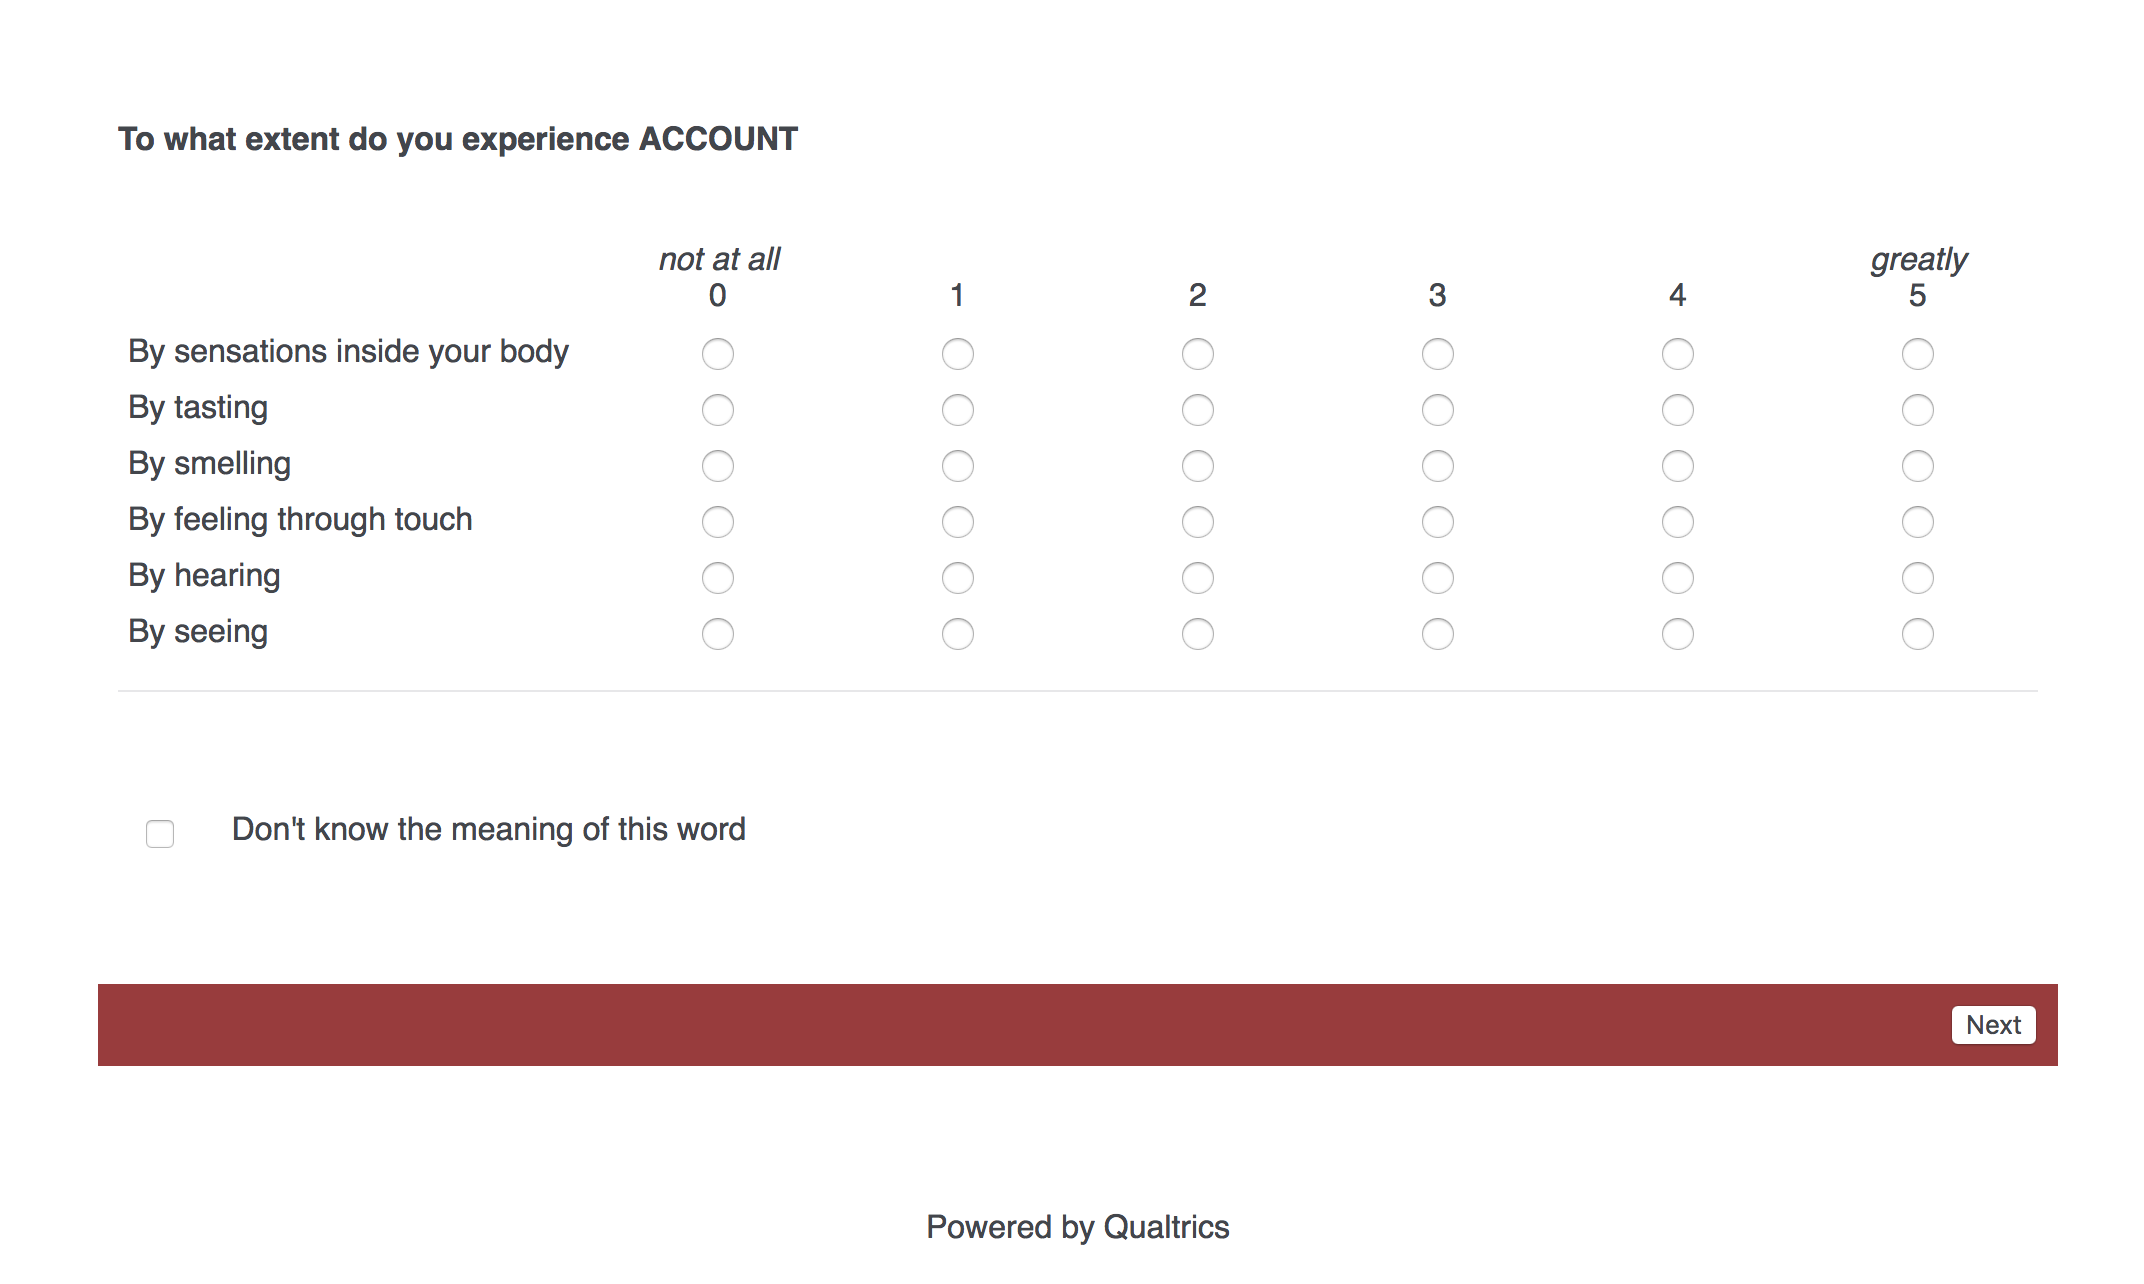 To what extent do you experience ACCOUNT
not at all greatly
0 1 2 3 4 5
By sensations inside your body
By tasting
By smelling
By feeling through touch
By hearing
By seeing
Don't know the meaning of this word
Next
Powered by Qualtrics